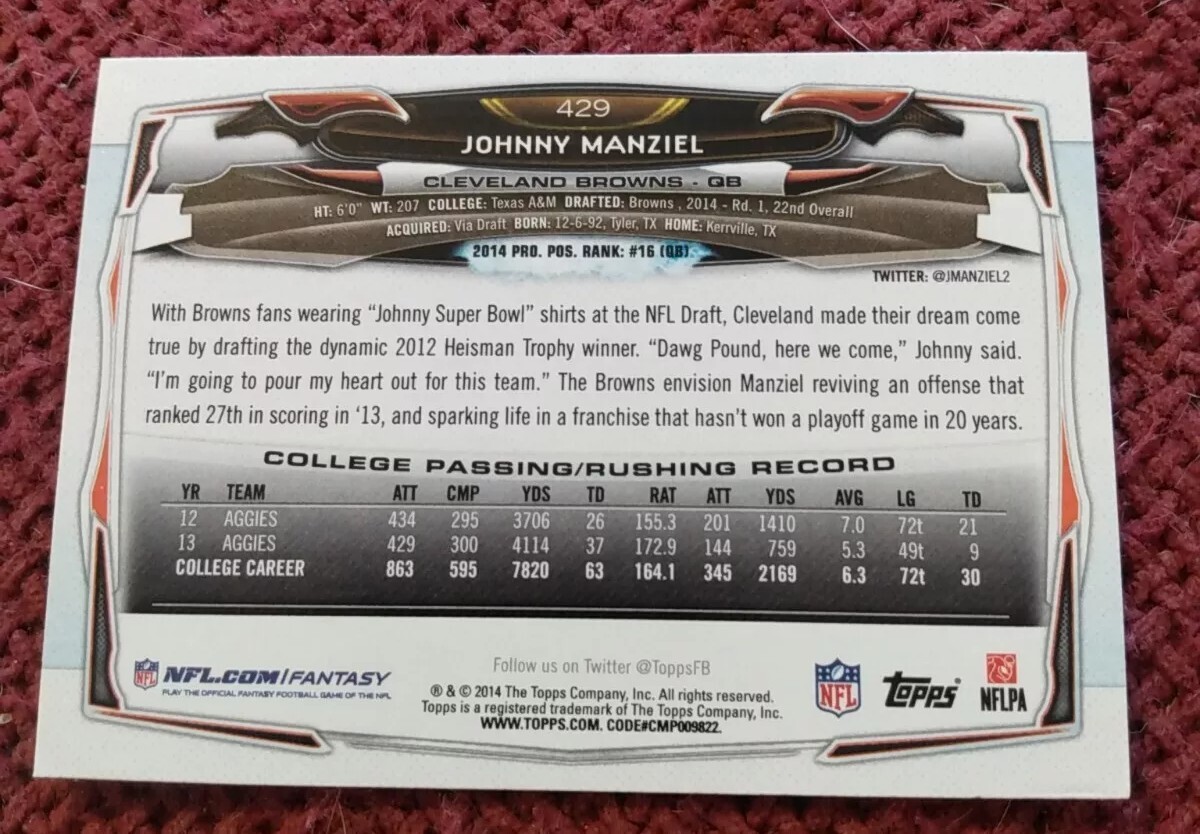 429
JOHNNY MANZIEL
CLEVELAND BROWNS - QB
HT: 6'0" WT: 207 COLLEGE: Texas A&M DRAFTED: Browns , 2014 - Rd. 1, 22nd Overall
ACQUIRED: Via Draft BORN: 12-6-92, Tyler, TX HOME: Kerrville, TX
2014 PRO. POS. RANK: #16 (QB)
TWITTER: @JMANZIEL2
With Browns fans wearing “Johnny Super Bowl” shirts at the NFL Draft, Cleveland made their dream come
true by drafting the dynamic 2012 Heisman Trophy winner. “Dawg Pound, here we come,” Johnny said.
“I'm going to pour my heart out for this team.” The Browns envision Manziel reviving an offense that
ranked 27th in scoring in ‘13, and sparking life in a franchise that hasn't won a playoff game in 20 years.
COLLEGE PASSING/RUSHING RECORD
YR TEAM ATT CMP YDS TD RAT ATT YDS AVG LG TD
12 AGGIES 434 295 3706 26 155.3 201 1410 7.0 72t 21
13 AGGIES 429 300 4114 37 172.9 144 759 5.3 49t 9
COLLEGE CAREER 863 595 7820 63 164.1 345 2169 6.3 72t 30
NFL NFL.COM/FANTASY
PLAY THE OFFICIAL FANTASY FOOTBALL GAME OF THE NFL
Follow us on Twitter @ToppsFB
® & © 2014 The Topps Company, Inc. All rights reserved.
Topps is a registered trademark of The Topps Company, Inc.
WWW.TOPPS.COM. CODE#CMP009822.
NFL
topps®
NFLPA